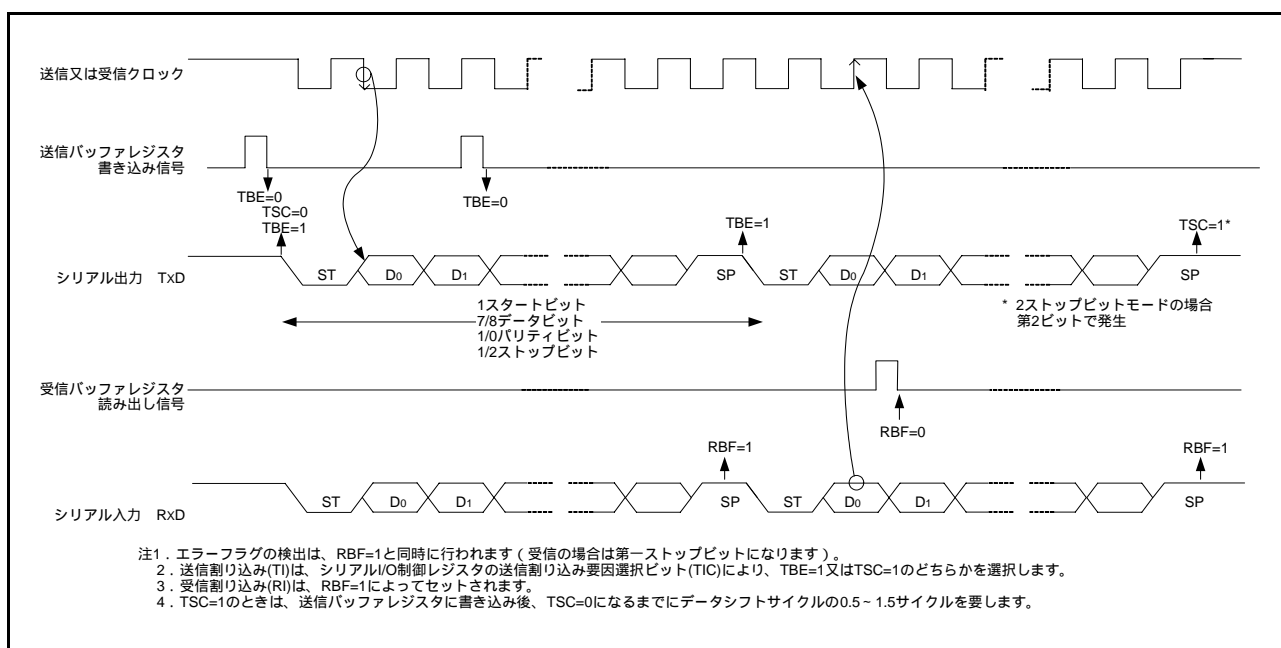 送信又は受信クロック
送信バッファレジスタ
書き込み信号
TBE=0
TSC=0
TBE=1
TBE=0
TBE=1
TSC=1*
シリアル出力 TxD
ST
D0
D1
SP
ST
D0
D1
SP
1スタートビット
7/8データビット
1/0パリティビット
1/2ストップビット
* 2ストップビットモードの場合
第2ビットで発生
受信バッファレジスタ
読み出し信号
RBF=0
RBF=1
RBF=1
シリアル入力 RxD
ST
D0
D1
SP
ST
D0
D1
SP
注1．エラーフラグの検出は、RBF=1と同時に行われます（受信の場合は第一ストップビットになります）。
2．送信割り込み(TI)は、シリアルI/O制御レジスタの送信割り込み要因選択ビット(TIC)により、TBE=1又はTSC=1のどちらかを選択します。
3．受信割り込み(RI)は、RBF=1によってセットされます。
4．TSC=1のときは、送信バッファレジスタに書き込み後、TSC=0になるまでにデータシフトサイクルの0.5～1.5サイクルを要します。